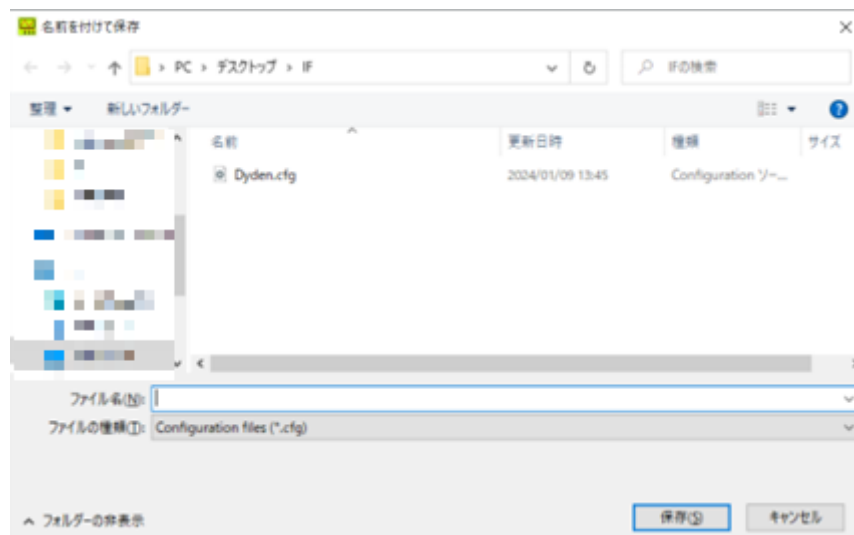 名前を付けて保存
PC › デスクトップ › IF
IFの検索
整理 新しいフォルダー
名前 更新日時 種類 サイズ
Dyden.cfg 2024/01/09 13:45 Configuration ソー...
ファイル名(N):
ファイルの種類(T): Configuration files (*.cfg)
フォルダーの非表示 保存(S) キャンセル